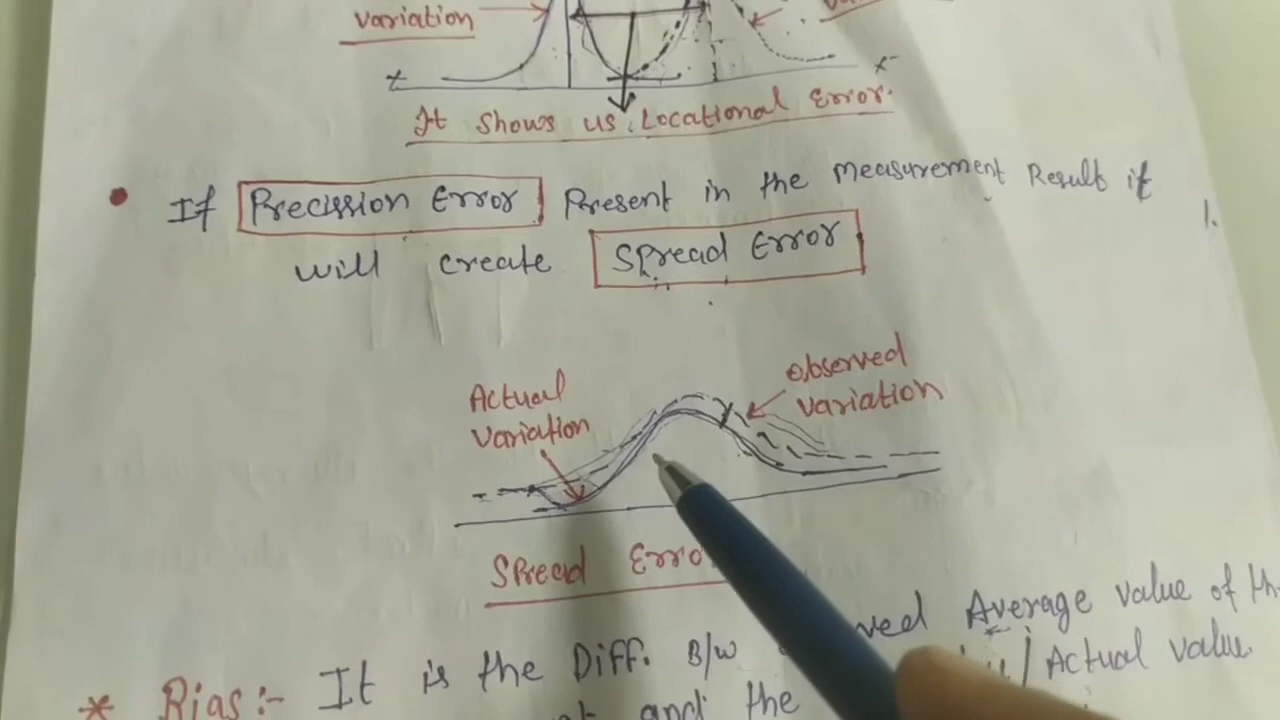 variation
It Shows us Locational Error.
If Precission Error Present in the Measurement Result it
will create Spread Error
1.
Actual
variation
observed
variation
Spread Erro
* Bias:- It is the Diff. B/w ved Average value of th
and the / Actual value